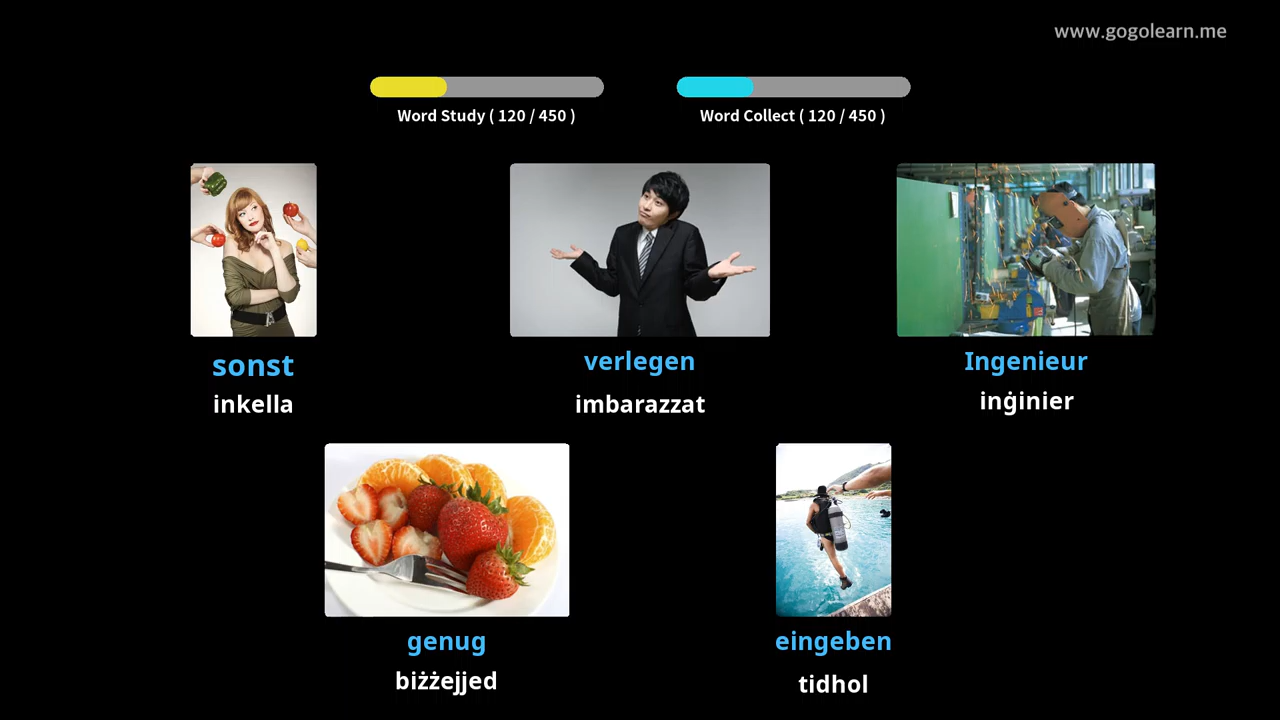 www.gogolearn.me
Word Study ( 120 / 450 )
Word Collect ( 120 / 450 )
sonst
inkella
verlegen
imbarazzat
Ingenieur
inġinier
genug
biżżejjed
eingeben
tidhol